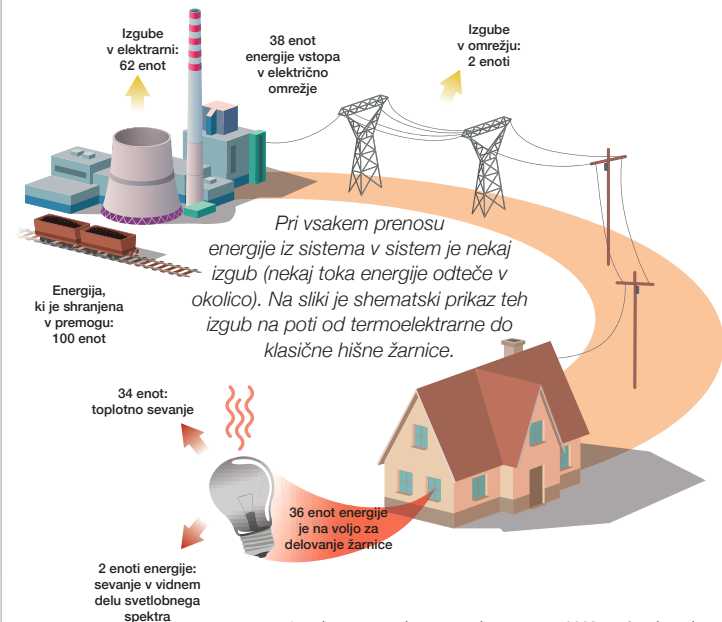 Izgube
v elektrarni:
62 enot
38 enot
energije vstopa
v električno
omrežje
Izgube
v omrežju:
2 enoti
Pri vsakem prenosu
energije iz sistema v sistem je nekaj
izgub (nekaj toka energije odteče v
okolico). Na sliki je shematski prikaz teh
izgub na poti od termoelektrarne do
klasične hišne žarnice.
Energija,
ki je shranjena
v premogu:
100 enot
34 enot:
toplotno sevanje
36 enot energije
je na voljo za
delovanje žarnice
2 enoti energije:
sevanje v vidnem
delu svetlobnega
spektra